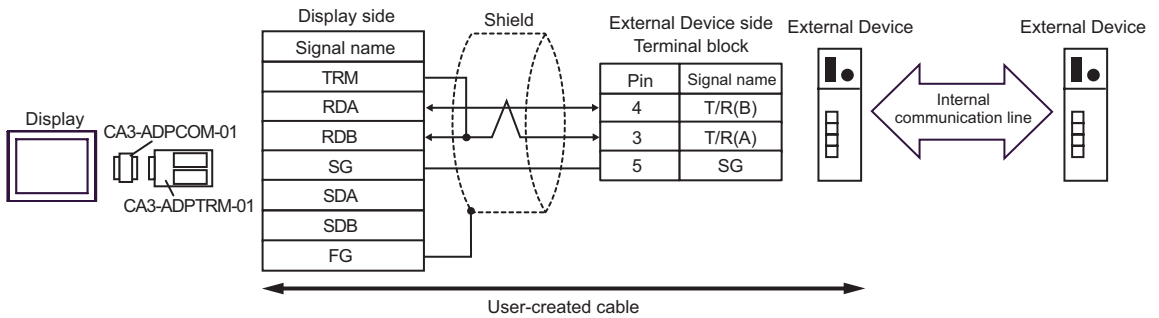 Display
CA3-ADPCOM-01
CA3-ADPTRM-01
Display side
Signal name
TRM
RDA
RDB
SG
SDA
SDB
FG
Shield
External Device side
Terminal block
Pin Signal name
4 T/R(B)
3 T/R(A)
5 SG
External Device
Internal
communication line
External Device
User-created cable